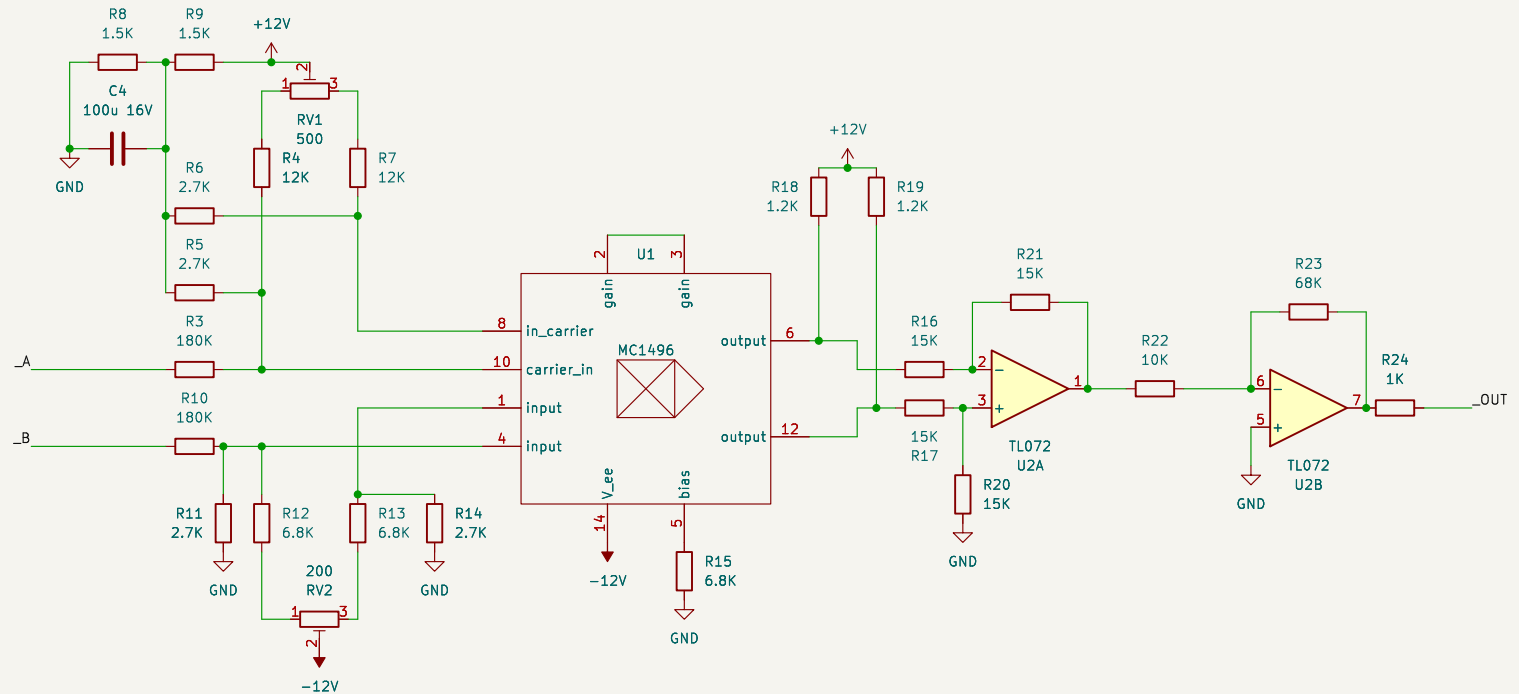 R8
1.5K
R9
1.5K
+12V
C4
100u 16V
GND
1
2
3
RV1
500
R4
12K
R7
12K
R6
2.7K
R5
2.7K
R3
180K
_A
R10
180K
_B
R11
2.7K
GND
R12
6.8K
R13
6.8K
R14
2.7K
GND
200
RV2
1
3
2
-12V
2
3
U1
gain
gain
8
in_carrier
10
carrier_in
1
input
4
input
MC1496
output
6
output
12
V_ee
bias
14
5
-12V
R15
6.8K
GND
+12V
R18
1.2K
R19
1.2K
R16
15K
15K
R17
R20
15K
GND
R21
15K
2
-
3
+
1
TL072
U2A
R22
10K
R23
68K
6
-
5
+
7
TL072
U2B
GND
R24
1K
_OUT